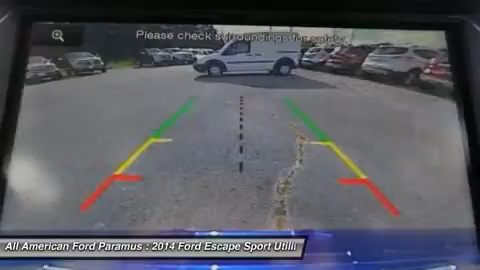 Please check surroundings for safety.
All American Ford Paramus : 2014 Ford Escape Sport Utili